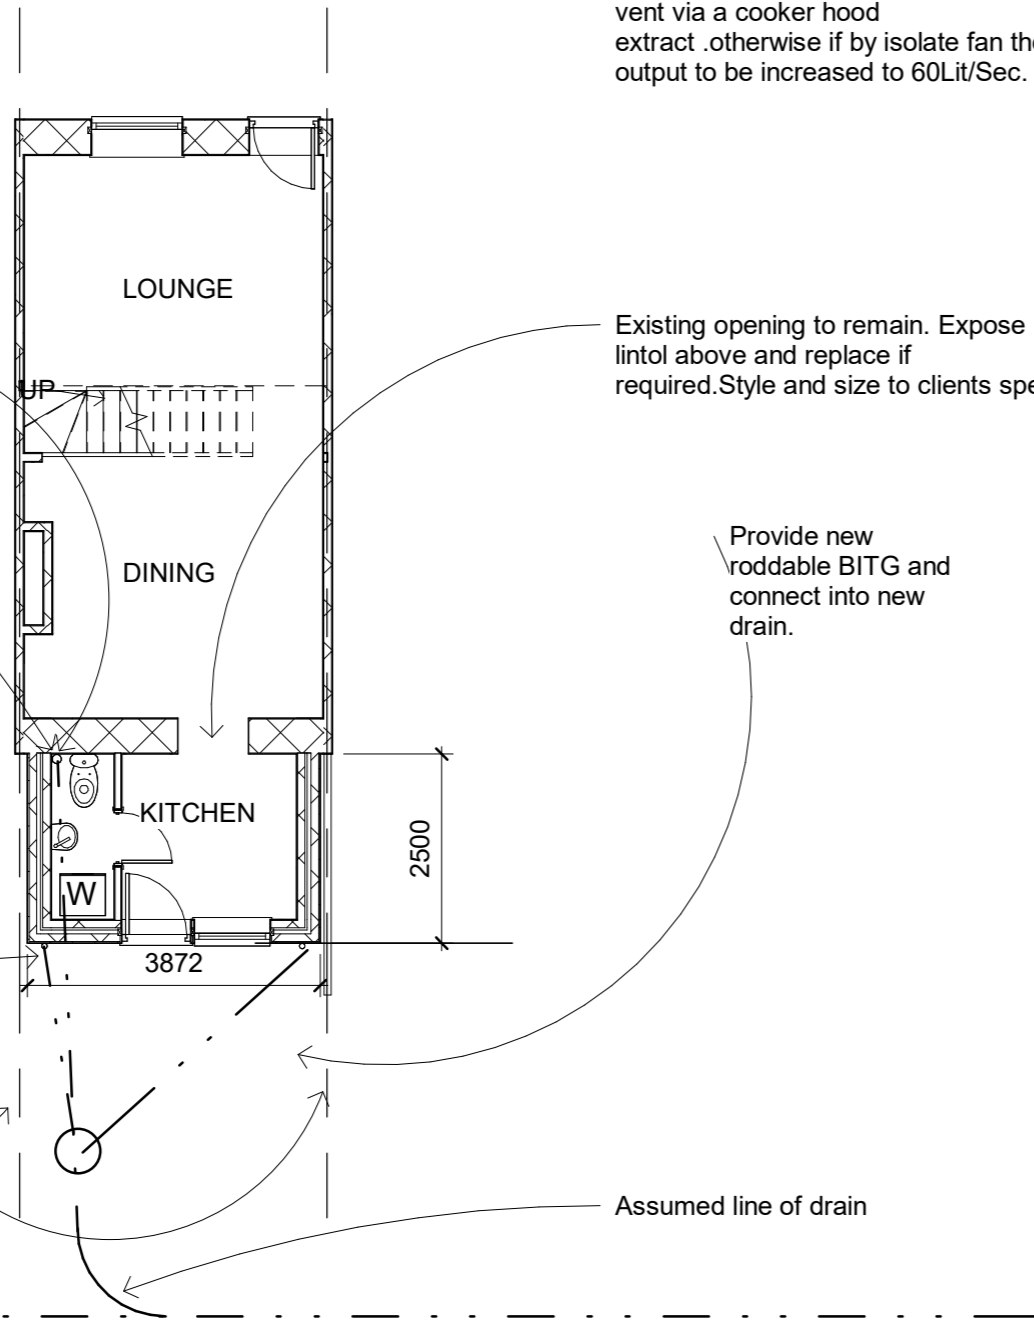 vent via a cooker hood
extract .otherwise if by isolate fan the
output to be increased to 60Lit/Sec.
LOUNGE
Existing opening to remain. Expose
lintol above and replace if
required.Style and size to clients spe
UP
Provide new
roddable BITG and
connect into new
drain.
DINING
KITCHEN
2500
W
3872
Assumed line of drain